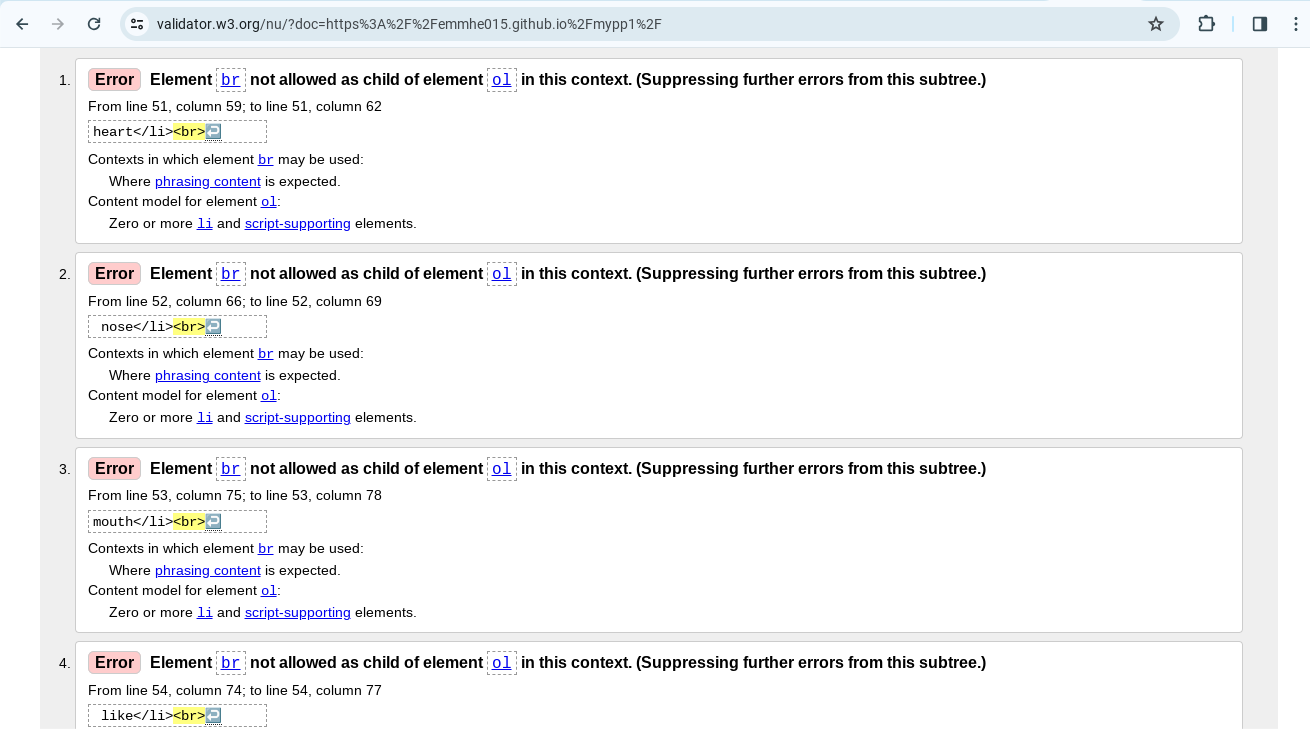 validator.w3.org/nu/?doc=https%3A%2F%2Femmhe015.github.io%2Fmypp1%2F
1. Error Element br not allowed as child of element ol in this context. (Suppressing further errors from this subtree.)
From line 51, column 59; to line 51, column 62
heart</li><br>↩
Contexts in which element br may be used:
Where phrasing content is expected.
Content model for element ol:
Zero or more li and script-supporting elements.
2. Error Element br not allowed as child of element ol in this context. (Suppressing further errors from this subtree.)
From line 52, column 66; to line 52, column 69
nose</li><br>↩
Contexts in which element br may be used:
Where phrasing content is expected.
Content model for element ol:
Zero or more li and script-supporting elements.
3. Error Element br not allowed as child of element ol in this context. (Suppressing further errors from this subtree.)
From line 53, column 75; to line 53, column 78
mouth</li><br>↩
Contexts in which element br may be used:
Where phrasing content is expected.
Content model for element ol:
Zero or more li and script-supporting elements.
4. Error Element br not allowed as child of element ol in this context. (Suppressing further errors from this subtree.)
From line 54, column 74; to line 54, column 77
like</li><br>↩